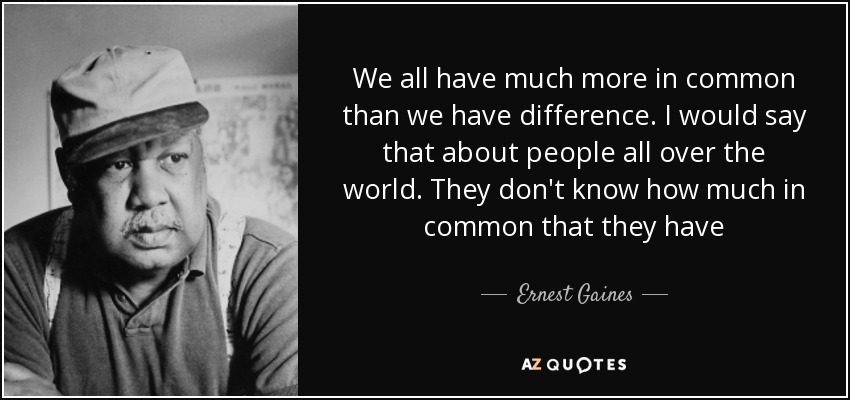 We all have much more in common
than we have difference. I would say
that about people all over the
world. They don't know how much in
common that they have
Ernest Gaines
AZ QUOTES